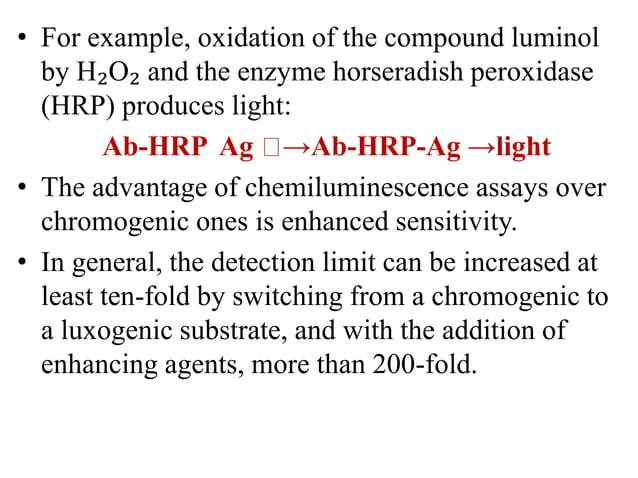 • For example, oxidation of the compound luminol
by H₂O₂ and the enzyme horseradish peroxidase
(HRP) produces light:
Ab-HRP Ag □→Ab-HRP-Ag →light
• The advantage of chemiluminescence assays over
chromogenic ones is enhanced sensitivity.
• In general, the detection limit can be increased at
least ten-fold by switching from a chromogenic to
a luxogenic substrate, and with the addition of
enhancing agents, more than 200-fold.